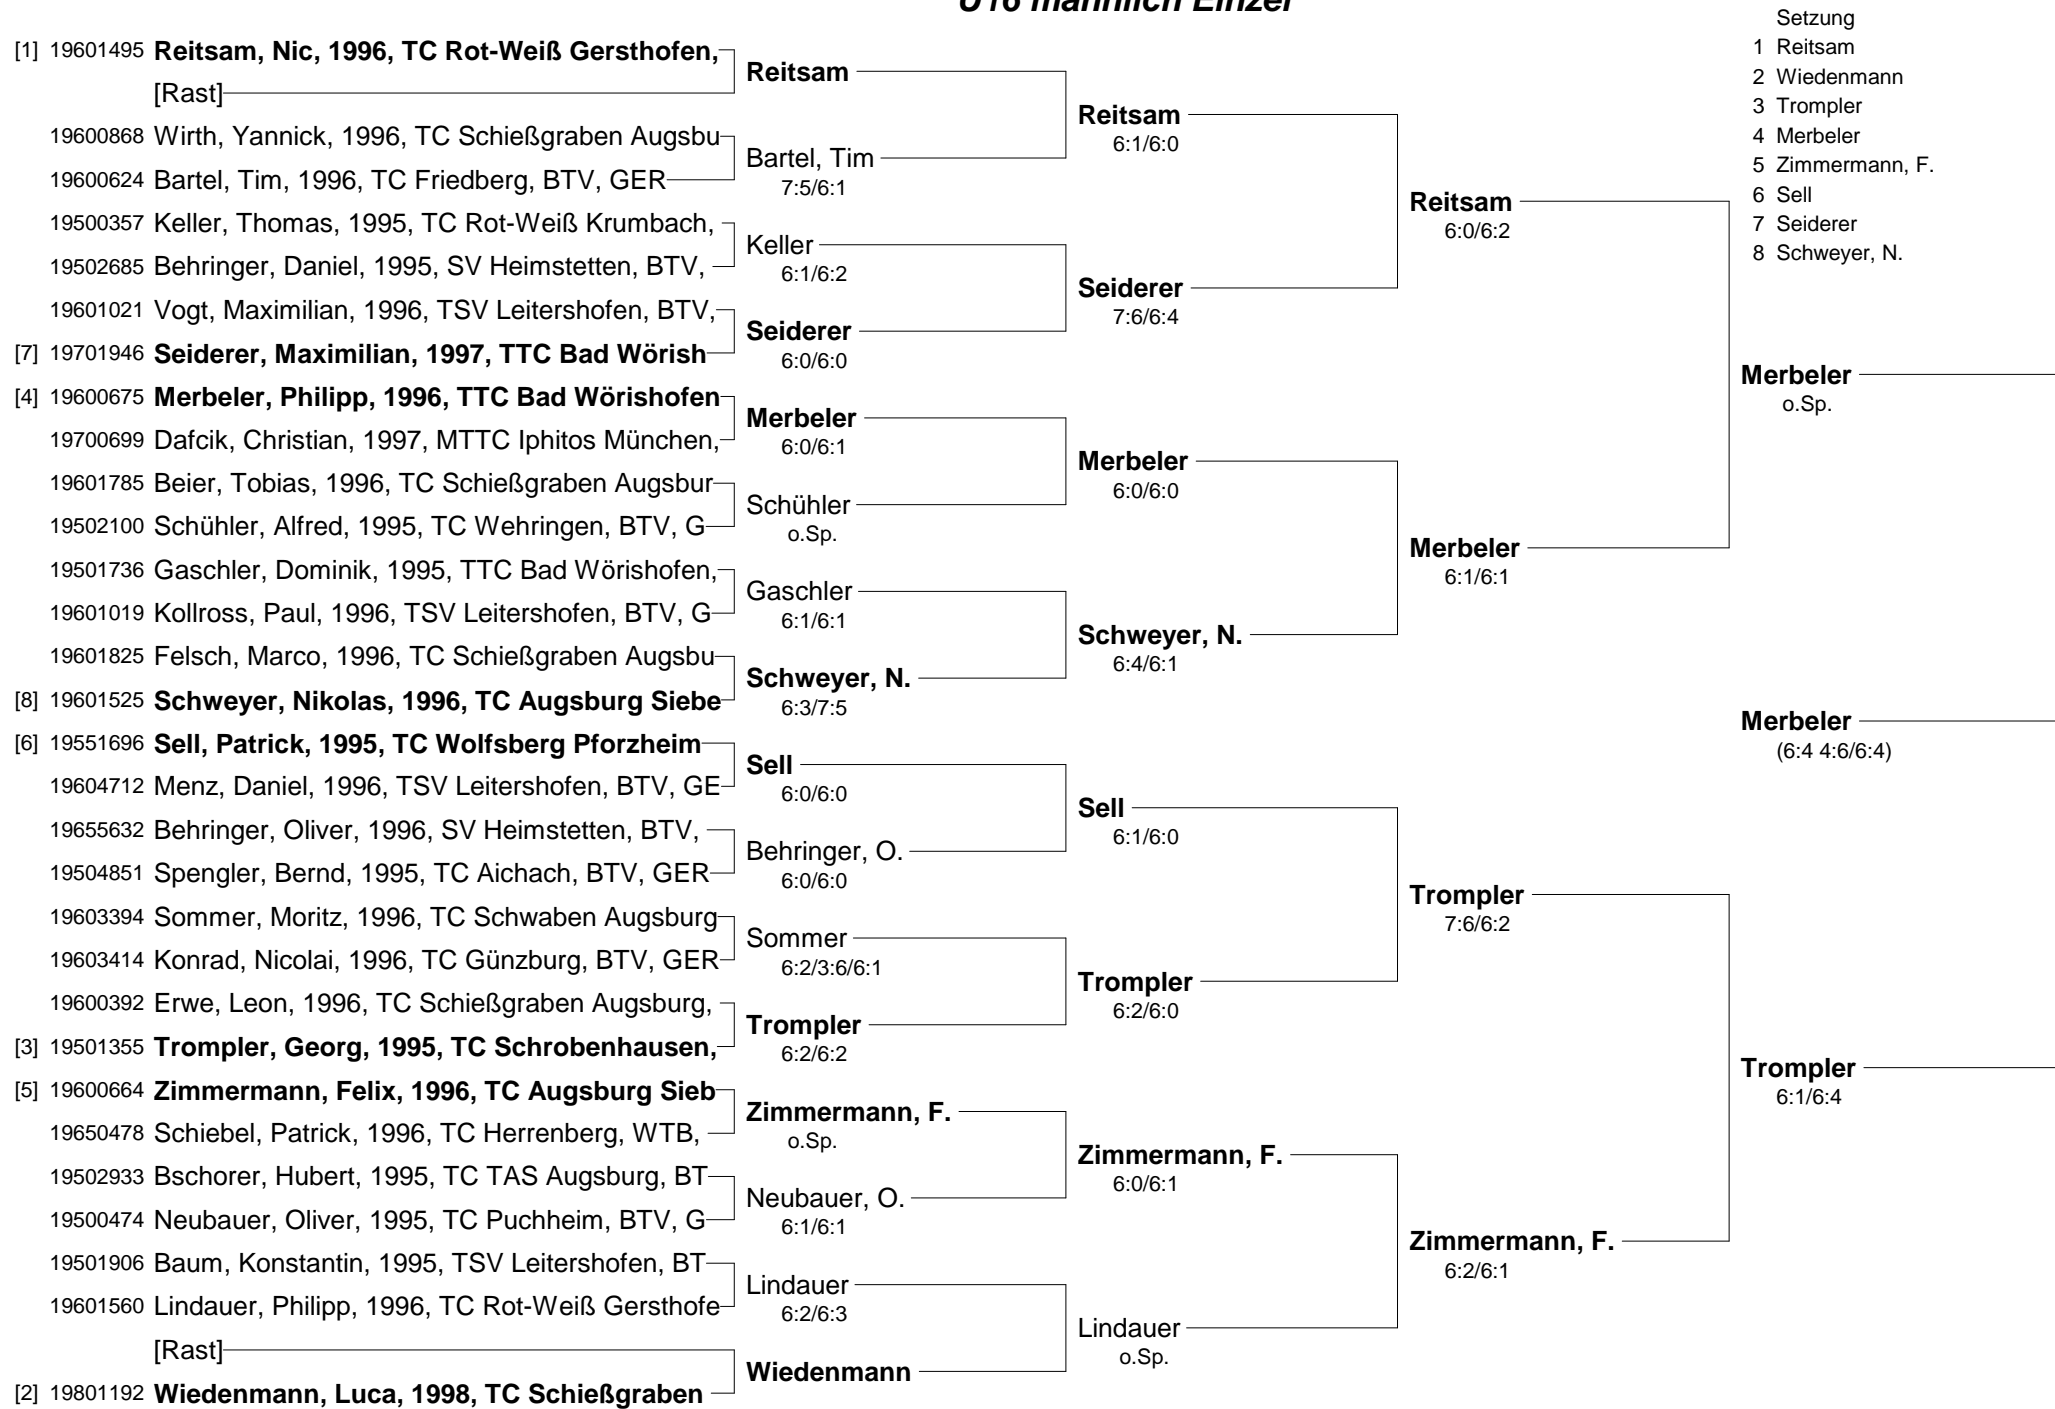 U16 männlich Einzel
Setzung
1 Reitsam
2 Wiedenmann
3 Trompler
4 Merbeler
5 Zimmermann, F.
6 Sell
7 Seiderer
8 Schweyer, N.
[1] 19601495 Reitsam, Nic, 1996, TC Rot-Weiß Gersthofen,
[Rast]
19600868 Wirth, Yannick, 1996, TC Schießgraben Augsbu
19600624 Bartel, Tim, 1996, TC Friedberg, BTV, GER
19500357 Keller, Thomas, 1995, TC Rot-Weiß Krumbach,
19502685 Behringer, Daniel, 1995, SV Heimstetten, BTV,
19601021 Vogt, Maximilian, 1996, TSV Leitershofen, BTV,
[7] 19701946 Seiderer, Maximilian, 1997, TTC Bad Wörish
[4] 19600675 Merbeler, Philipp, 1996, TTC Bad Wörishofen
19700699 Dafcik, Christian, 1997, MTTC Iphitos München,
19601785 Beier, Tobias, 1996, TC Schießgraben Augsbur
19502100 Schühler, Alfred, 1995, TC Wehringen, BTV, G
19501736 Gaschler, Dominik, 1995, TTC Bad Wörishofen,
19601019 Kollross, Paul, 1996, TSV Leitershofen, BTV, G
19601825 Felsch, Marco, 1996, TC Schießgraben Augsbu
[8] 19601525 Schweyer, Nikolas, 1996, TC Augsburg Siebe
[6] 19551696 Sell, Patrick, 1995, TC Wolfsberg Pforzheim
19604712 Menz, Daniel, 1996, TSV Leitershofen, BTV, GE
19655632 Behringer, Oliver, 1996, SV Heimstetten, BTV,
19504851 Spengler, Bernd, 1995, TC Aichach, BTV, GER
19603394 Sommer, Moritz, 1996, TC Schwaben Augsburg
19603414 Konrad, Nicolai, 1996, TC Günzburg, BTV, GER
19600392 Erwe, Leon, 1996, TC Schießgraben Augsburg,
[3] 19501355 Trompler, Georg, 1995, TC Schrobenhausen,
[5] 19600664 Zimmermann, Felix, 1996, TC Augsburg Sieb
19650478 Schiebel, Patrick, 1996, TC Herrenberg, WTB,
19502933 Bschorer, Hubert, 1995, TC TAS Augsburg, BT
19500474 Neubauer, Oliver, 1995, TC Puchheim, BTV, G
19501906 Baum, Konstantin, 1995, TSV Leitershofen, BT
19601560 Lindauer, Philipp, 1996, TC Rot-Weiß Gersthofe
[Rast]
[2] 19801192 Wiedenmann, Luca, 1998, TC Schießgraben
Reitsam
Bartel, Tim
7:5/6:1
Keller
6:1/6:2
Seiderer
6:0/6:0
Merbeler
6:0/6:1
Schühler
o.Sp.
Gaschler
6:1/6:1
Schweyer, N.
6:3/7:5
Sell
6:0/6:0
Behringer, O.
6:0/6:0
Sommer
6:2/3:6/6:1
Trompler
6:2/6:2
Zimmermann, F.
o.Sp.
Neubauer, O.
6:1/6:1
Lindauer
6:2/6:3
Wiedenmann
Reitsam
6:1/6:0
Seiderer
7:6/6:4
Merbeler
6:0/6:0
Schweyer, N.
6:4/6:1
Sell
6:1/6:0
Trompler
6:2/6:0
Zimmermann, F.
6:0/6:1
Lindauer
o.Sp.
Reitsam
6:0/6:2
Merbeler
6:1/6:1
Trompler
7:6/6:2
Zimmermann, F.
6:2/6:1
Merbeler
o.Sp.
Merbeler
(6:4 4:6/6:4)
Trompler
6:1/6:4